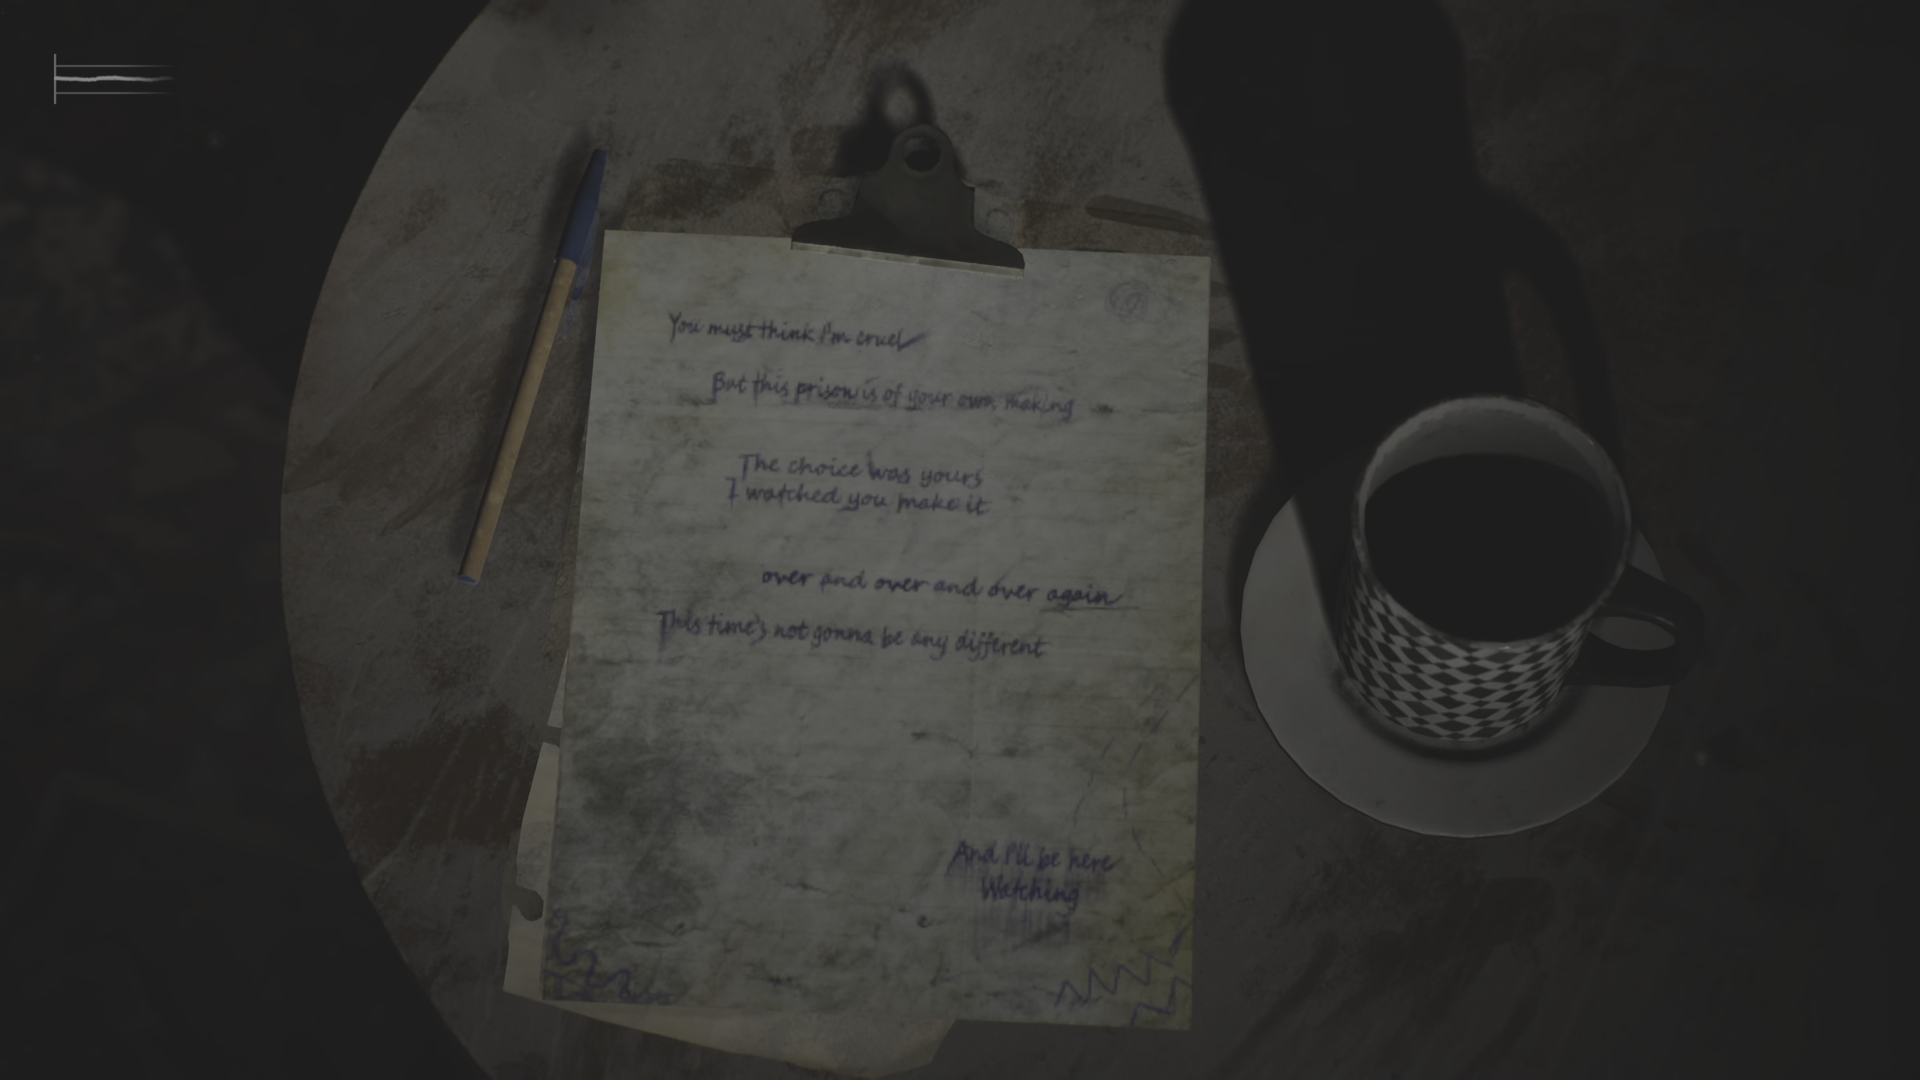 You must think I'm cruel
But this prison is of your own making
The choice was yours
I watched you make it
over and over and over again
This time's not gonna be any different
And I'll be here
Watching